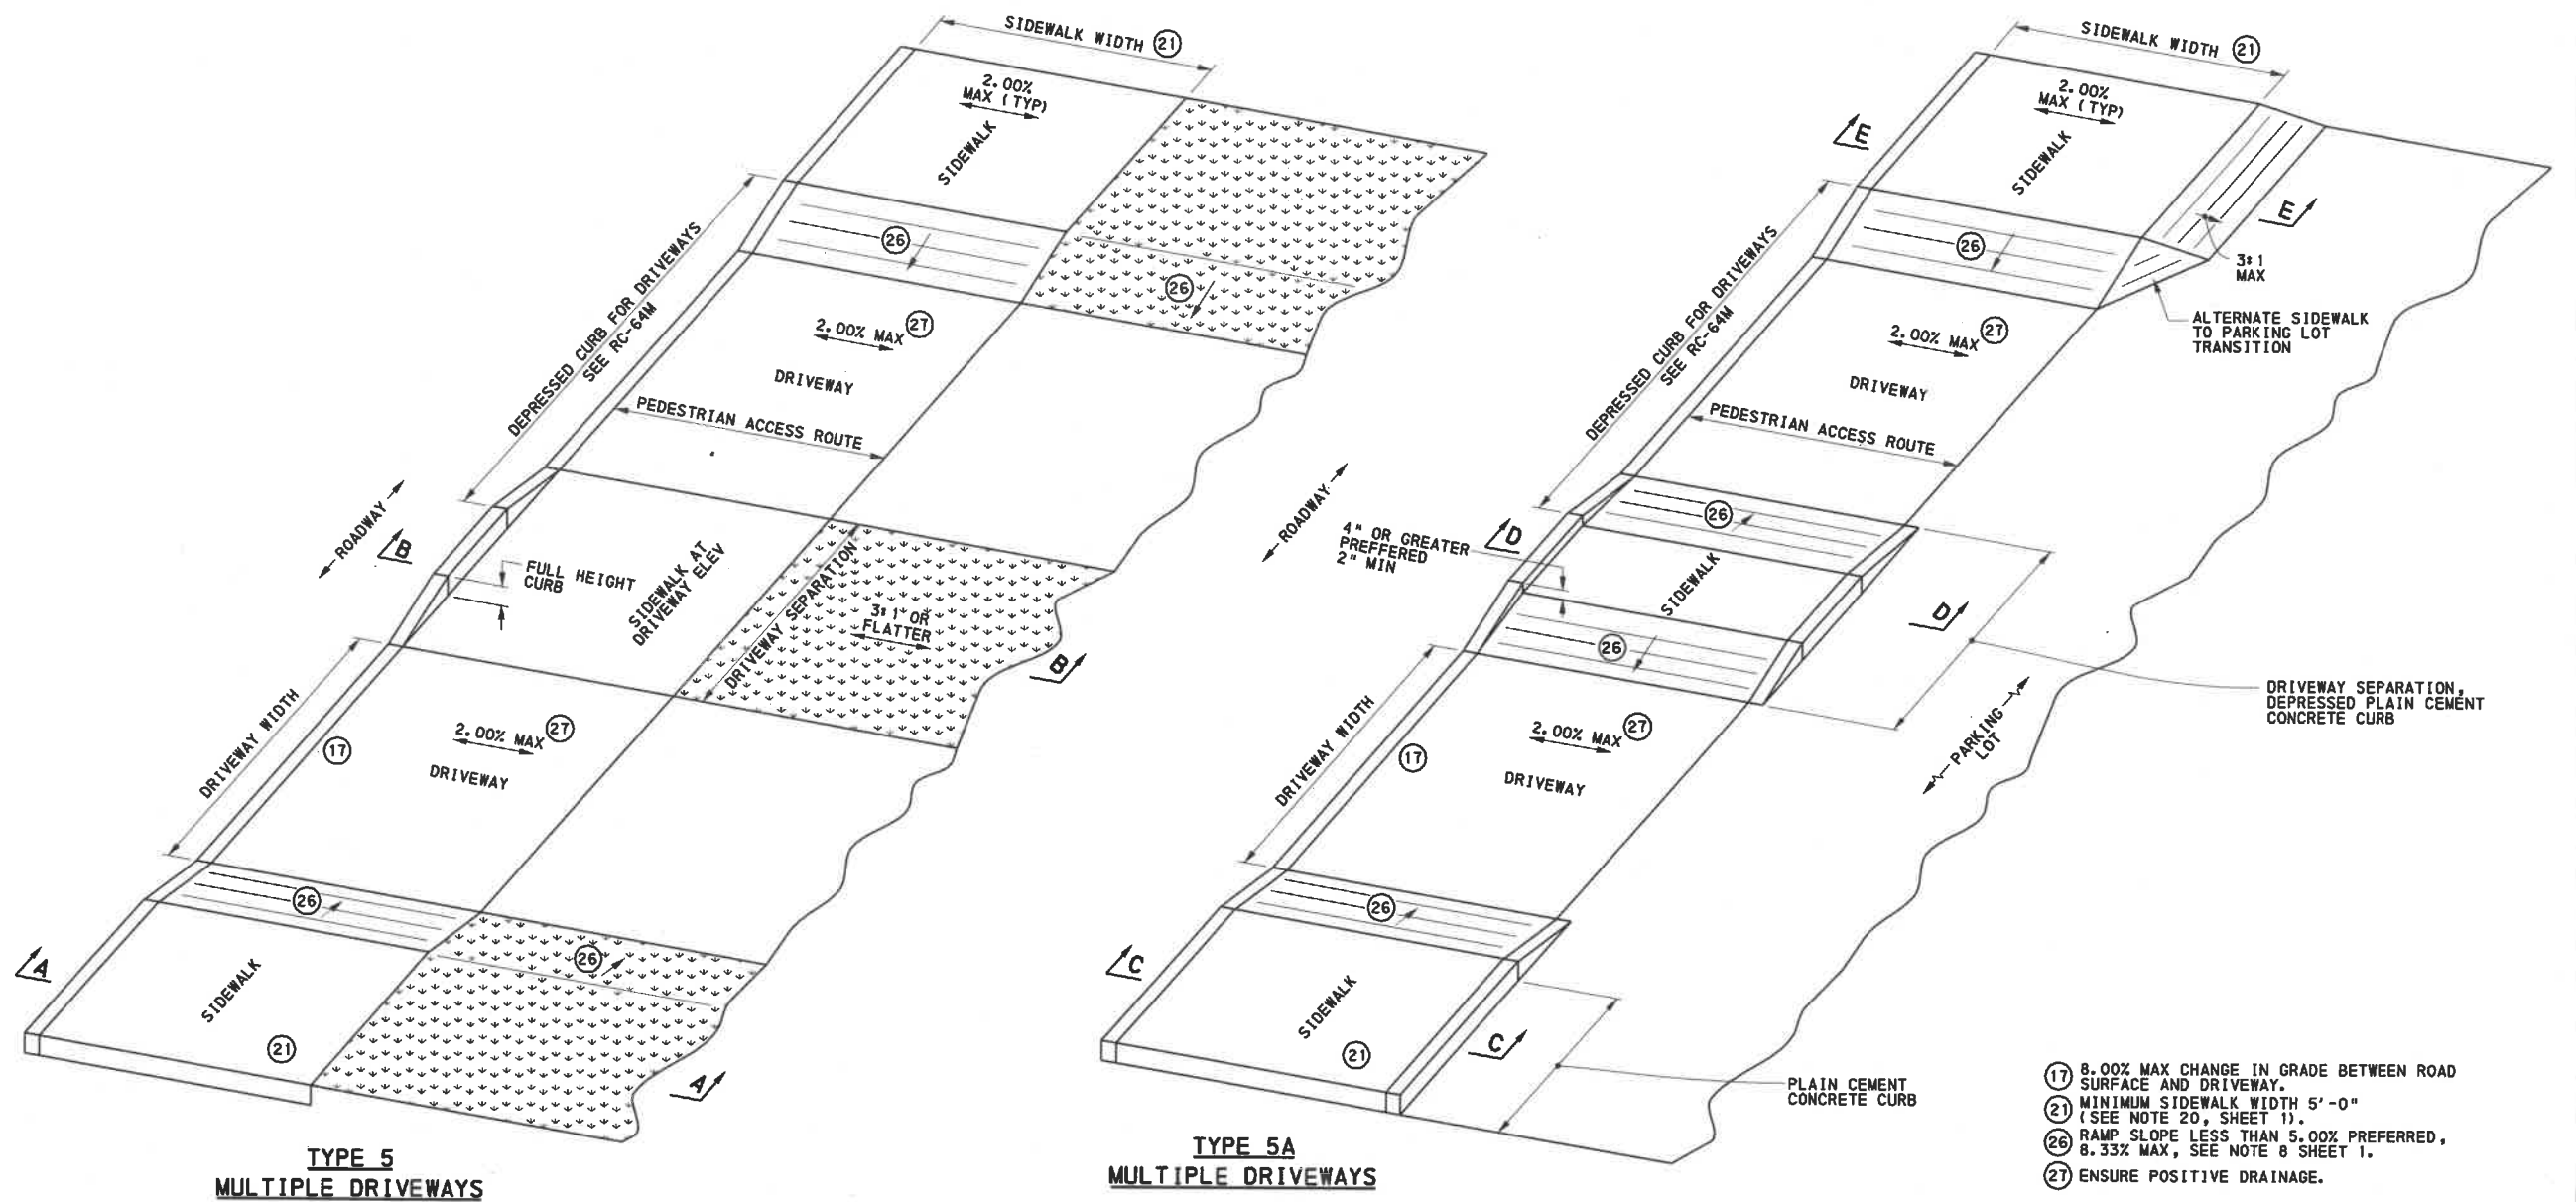 SIDEWALK WIDTH 21
2.00%
MAX (TYP)
SIDEWALK
26
26
DEPRESSED CURB FOR DRIVEWAYS
SEE RC-64M
2.00% MAX 27
DRIVEWAY
PEDESTRIAN ACCESS ROUTE
ROADWAY
B
FULL HEIGHT
CURB
SIDEWALK AT
DRIVEWAY ELEV
DRIVEWAY SEPARATION
3:1 OR
FLATTER
B
DRIVEWAY WIDTH
17
2.00% MAX 27
DRIVEWAY
26
26
A
SIDEWALK
21
A
TYPE 5
MULTIPLE DRIVEWAYS
SIDEWALK WIDTH 21
2.00%
MAX (TYP)
E
SIDEWALK
E
26
3:1
MAX
ALTERNATE SIDEWALK
TO PARKING LOT
TRANSITION
DEPRESSED CURB FOR DRIVEWAYS
SEE RC-64M
2.00% MAX 27
DRIVEWAY
PEDESTRIAN ACCESS ROUTE
ROADWAY
4" OR GREATER
PREFFERED
2" MIN
D
26
SIDEWALK
D
26
DRIVEWAY SEPARATION,
DEPRESSED PLAIN CEMENT
CONCRETE CURB
DRIVEWAY WIDTH
17
2.00% MAX 27
DRIVEWAY
PARKING
LOT
26
C
SIDEWALK
C
21
PLAIN CEMENT
CONCRETE CURB
TYPE 5A
MULTIPLE DRIVEWAYS
17 8.00% MAX CHANGE IN GRADE BETWEEN ROAD
SURFACE AND DRIVEWAY.
21 MINIMUM SIDEWALK WIDTH 5'-0"
(SEE NOTE 20, SHEET 1).
26 RAMP SLOPE LESS THAN 5.00% PREFERRED,
8.33% MAX, SEE NOTE 8 SHEET 1.
27 ENSURE POSITIVE DRAINAGE.